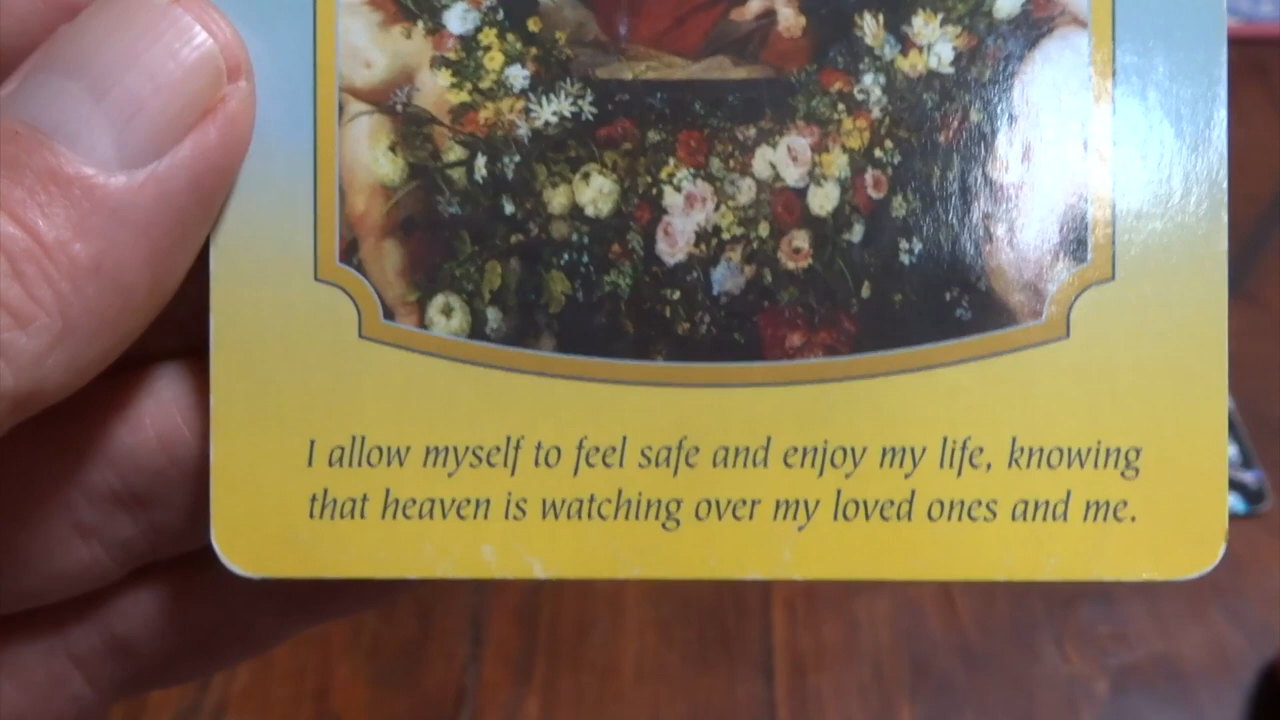 I allow myself to feel safe and enjoy my life, knowing
that heaven is watching over my loved ones and me.